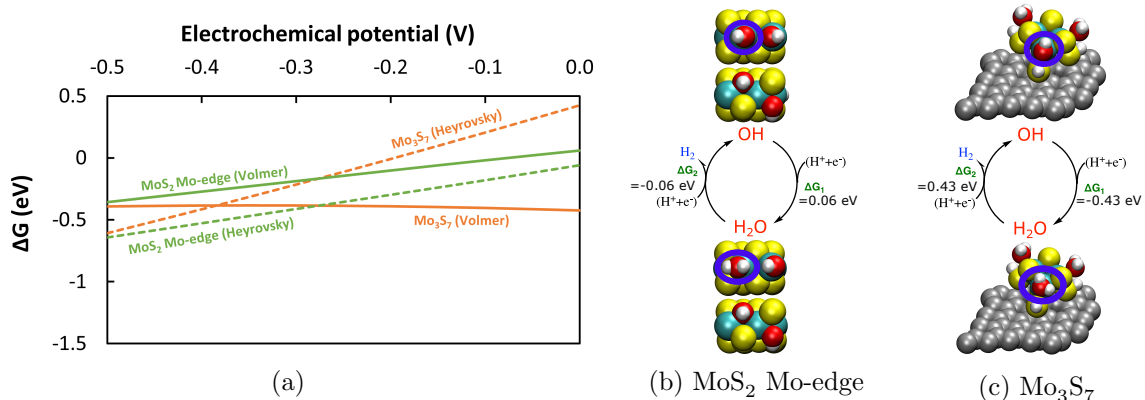 Electrochemical potential (V)
-0.5 -0.4 -0.3 -0.2 -0.1 0.0
ΔG (eV)
0.5
0
-0.5
-1
-1.5
Mo3S7 (Heyrovsky)
MoS2 Mo-edge (Volmer)
MoS2 Mo-edge (Heyrovsky)
Mo3S7 (Volmer)
(a)
OH
H2
ΔG2
=-0.06 eV
(H⁺+e⁻)
(H⁺+e⁻)
ΔG1
=0.06 eV
H2O
(b) MoS2 Mo-edge
OH
H2
ΔG2
=0.43 eV
(H⁺+e⁻)
(H⁺+e⁻)
ΔG1
=-0.43 eV
H2O
(c) Mo3S7